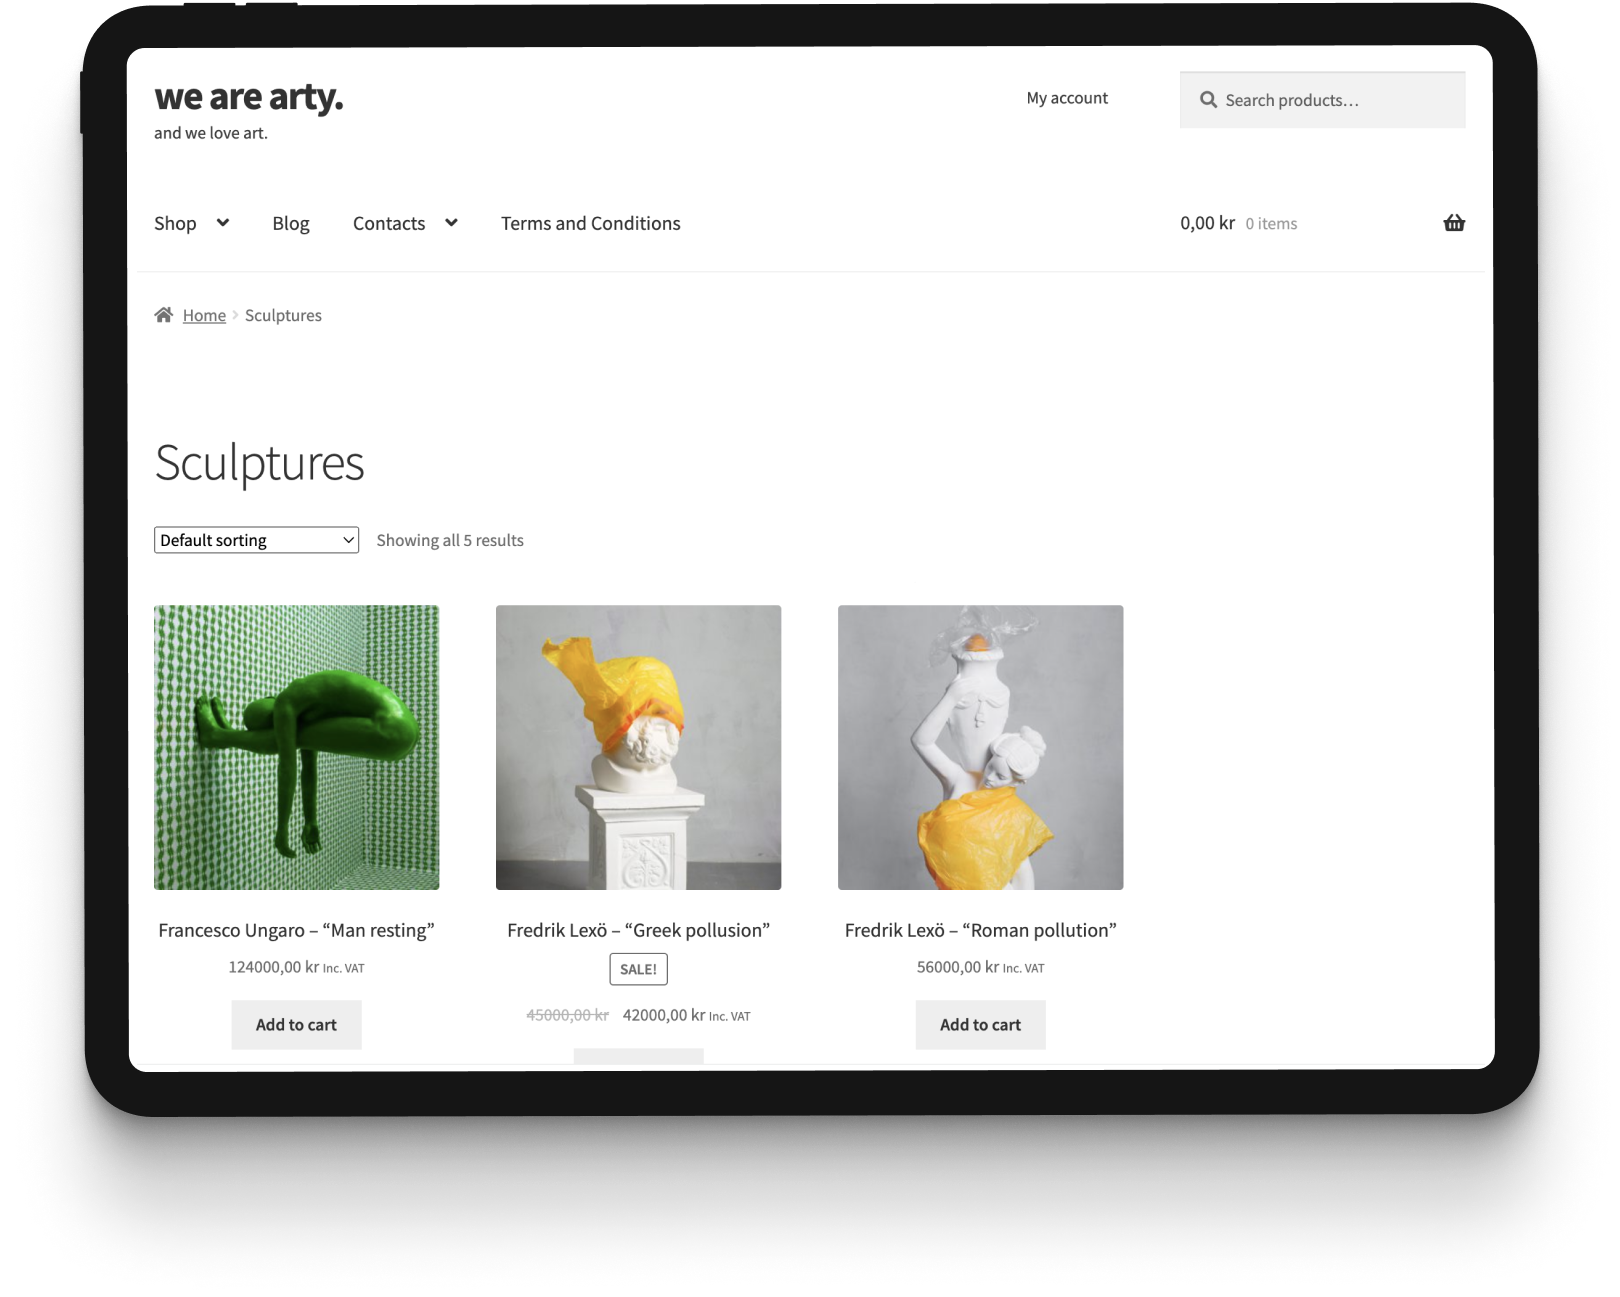 we are arty.
and we love art.
My account
Search products…
Shop
Blog
Contacts
Terms and Conditions
0,00 kr 0 items
Home
Sculptures
Sculptures
Default sorting
Showing all 5 results
Francesco Ungaro – “Man resting”
124000,00 kr Inc. VAT
Add to cart
Fredrik Lexö – “Greek pollusion”
SALE!
45000,00 kr 42000,00 kr Inc. VAT
Fredrik Lexö – “Roman pollution”
56000,00 kr Inc. VAT
Add to cart